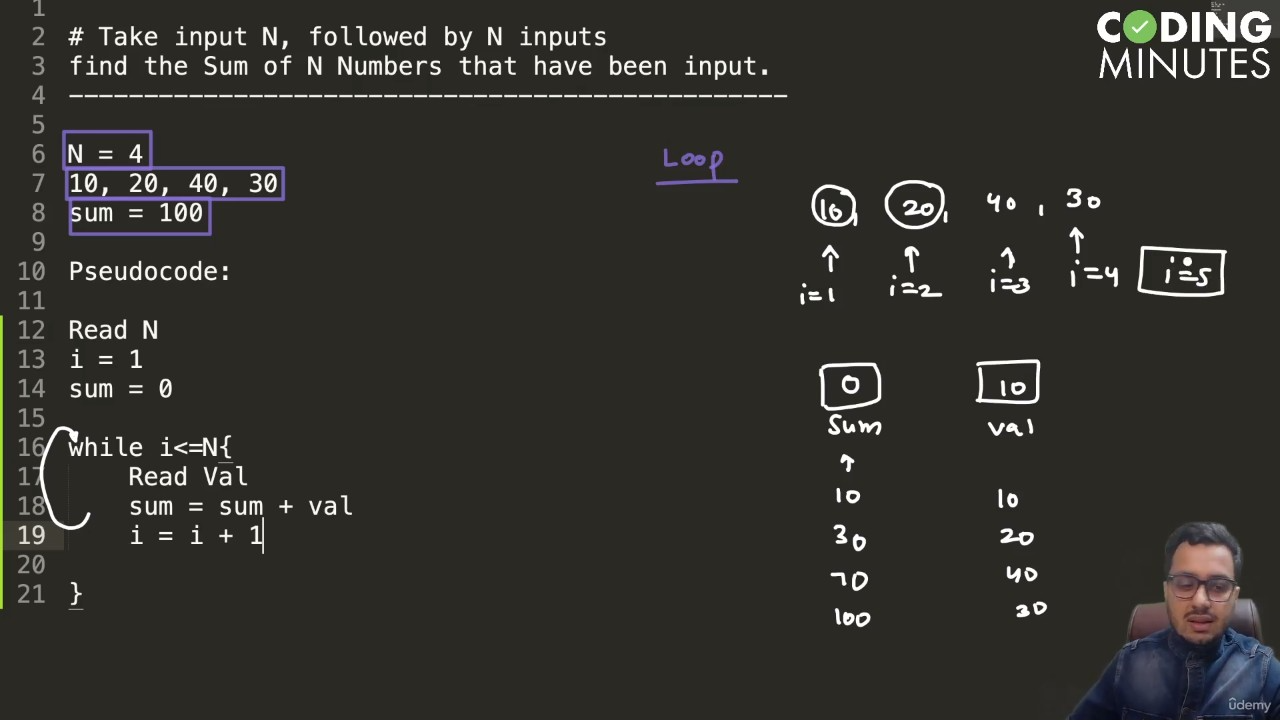 1
2 # Take input N, followed by N inputs
3 find the Sum of N Numbers that have been input.
4 ------------------------------------------------
5
6 N = 4
7 10, 20, 40, 30
8 sum = 100
9
10 Pseudocode:
11
12 Read N
13 i = 1
14 sum = 0
15
16 while i<=N{
17 Read Val
18 sum = sum + val
19 i = i + 1
20
21 }
Loop
10, 20, 40, 30
i=1 i=2 i=3 i=4 i=5
0 10
Sum val
10 10
30 20
70 40
100 30
CODING
MINUTES
ûdemy